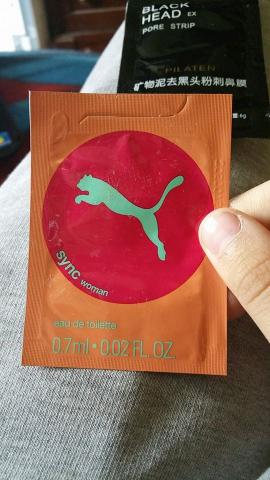 BLACK
HEAD EX
PORE STRIP
PILATEN
矿物泥去黑头粉刺鼻膜
sync woman
eau de toilette
0.7ml • 0.02 FL. OZ.